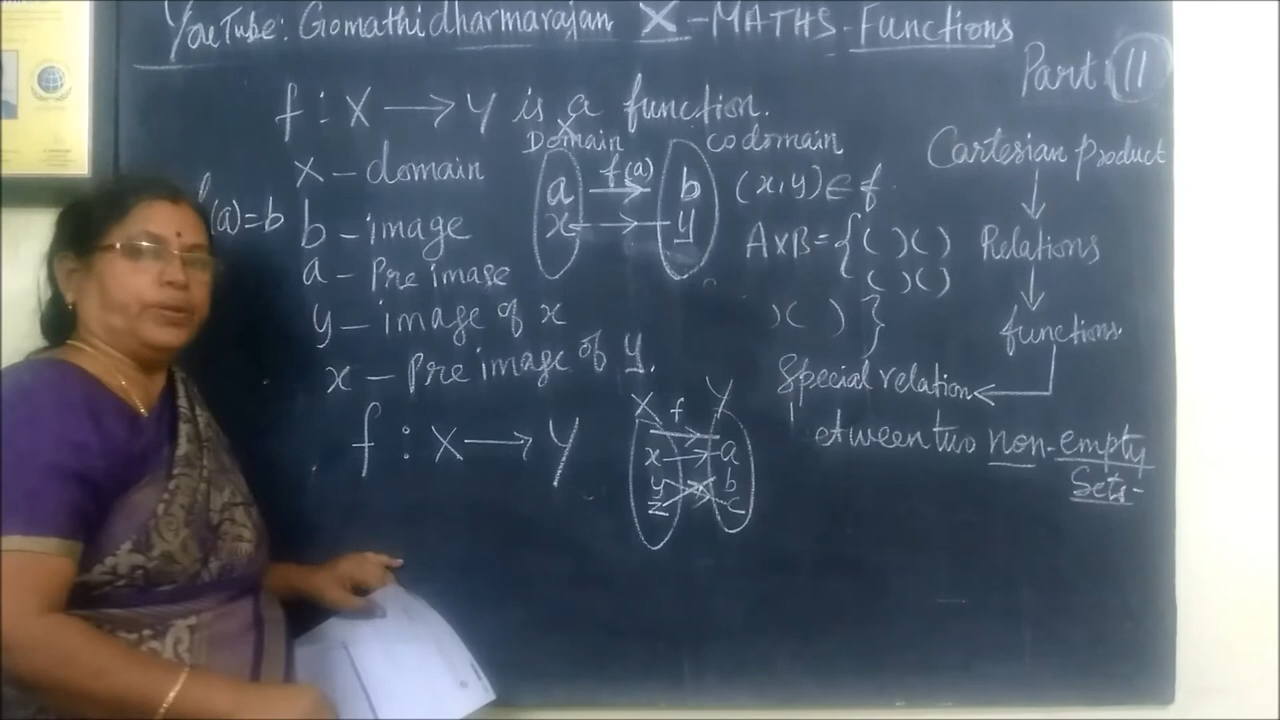 YouTube: Gomathidharmarajan X-MATHS-Functions
Part 11
f : X → Y is a function.
x - domain
f(a)=b
b - image
a - Pre image
y - image of x
x - Pre image of y.
f : X → Y
X
Domain
Codomain
a f(a) b
x y
(x,y)∈ f
A×B={( )( )
( )( )
)( ) }
Cartesian product
↓
Relations
↓
functions
Special relation ←
etween two non-empty
Sets-
X f Y
x a
y b
z c